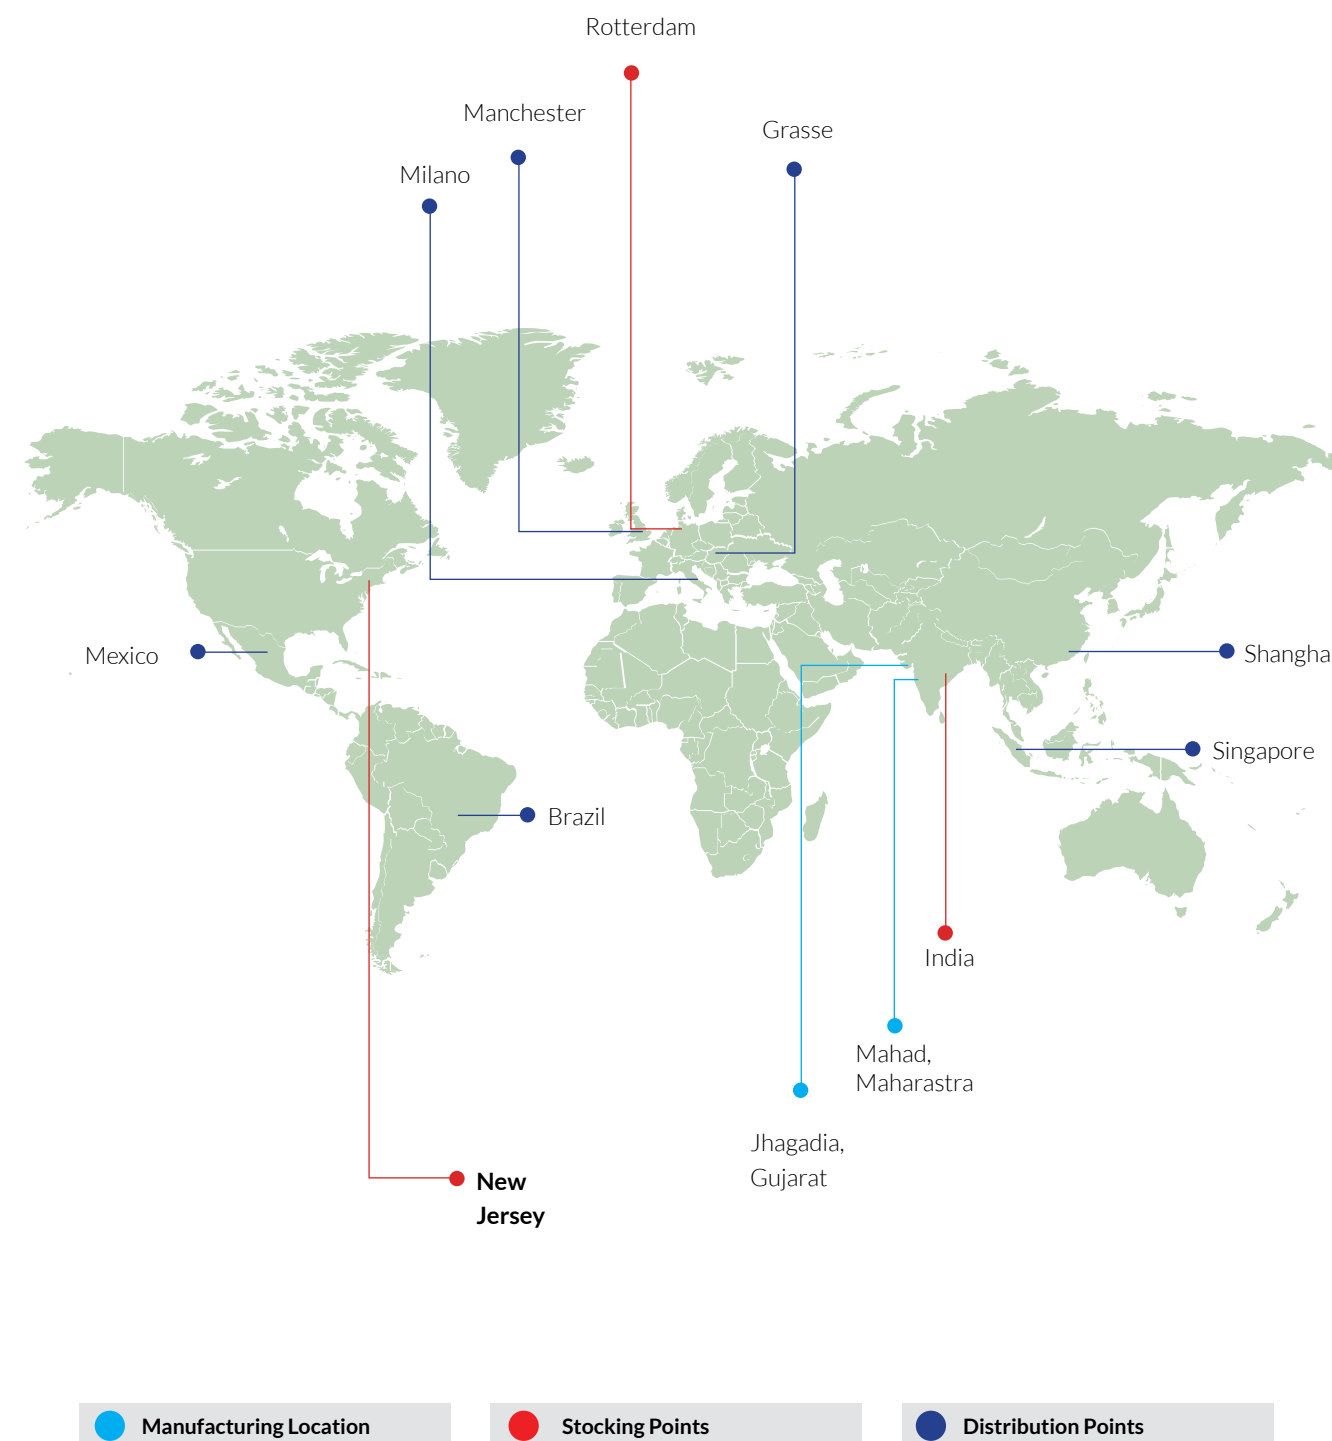 Rotterdam
Manchester
Grasse
Milano
Mexico
Shangha
Singapore
Brazil
India
Mahad,
Maharastra
Jhagadia,
Gujarat
New
Jersey
Manufacturing Location
Stocking Points
Distribution Points